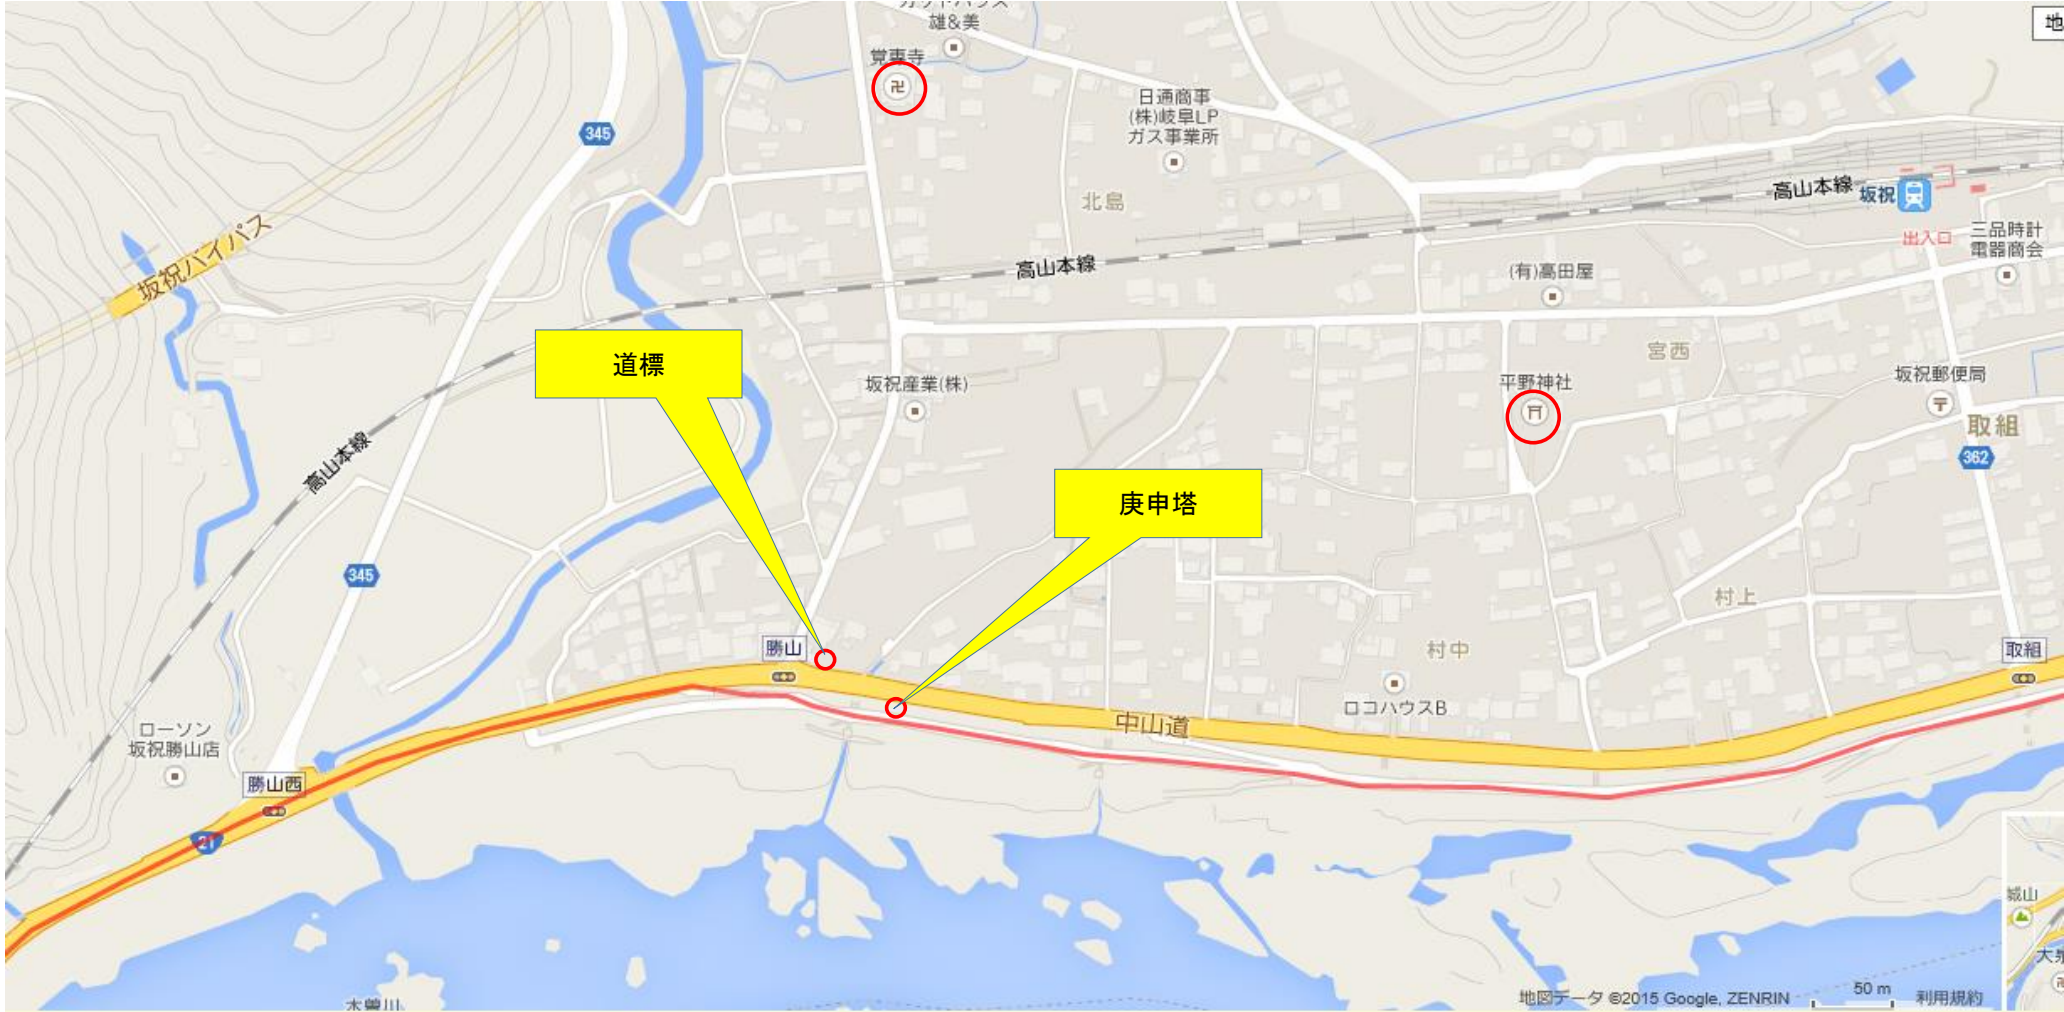 雄&美
地
覚専寺
日通商事
(株)岐阜LP
ガス事業所
345
北島
高山本線
坂祝
坂祝バイパス
出入口
三品時計
電器商会
高山本線
(有)高田屋
道標
宮西
坂祝産業(株)
平野神社
坂祝郵便局
取組
362
高山本線
庚申塔
345
村上
勝山
村中
取組
ロコハウスB
中山道
ローソン
坂祝勝山店
勝山西
21
城山
木曽川
地図データ ©2015 Google, ZENRIN
50 m
利用規約